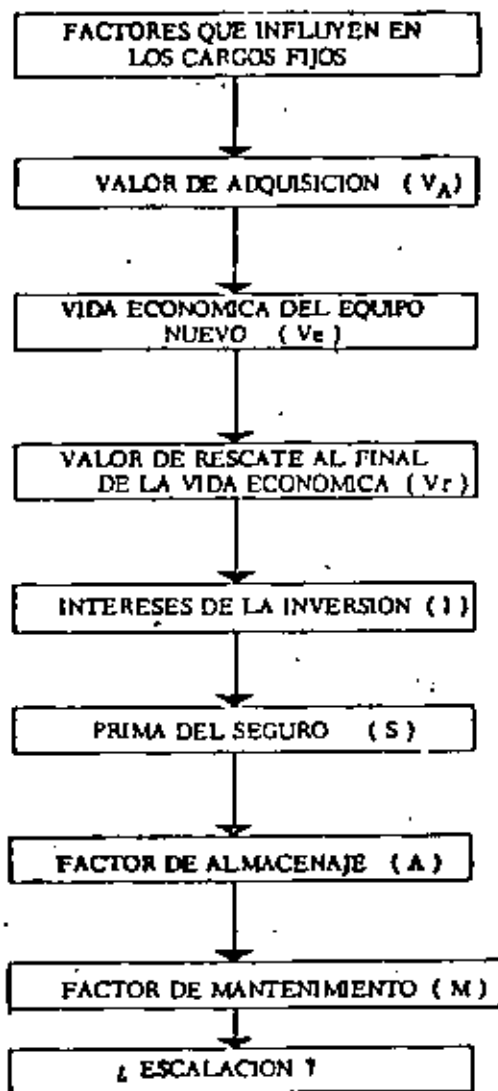 FACTORES QUE INFLUYEN EN
LOS CARGOS FIJOS
VALOR DE ADQUISICION ( VA )
VIDA ECONOMICA DEL EQUIPO
NUEVO ( Ve )
VALOR DE RESCATE AL FINAL
DE LA VIDA ECONOMICA ( Vr )
INTERESES DE LA INVERSION ( I )
PRIMA DEL SEGURO ( S )
FACTOR DE ALMACENAJE ( A )
FACTOR DE MANTENIMIENTO ( M )
¿ ESCALACION ?